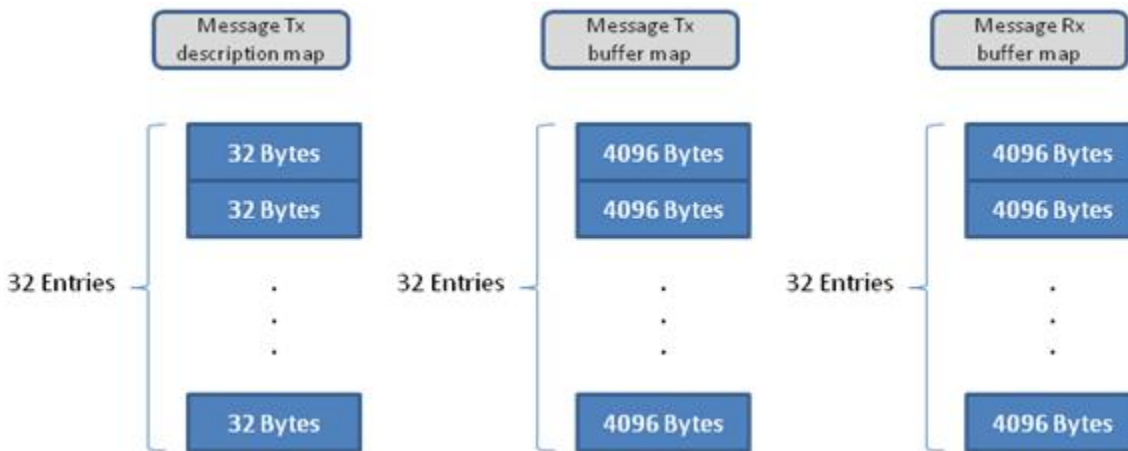 Message Tx
description map
Message Tx
buffer map
Message Rx
buffer map
32 Bytes
32 Bytes
32 Entries
32 Bytes
4096 Bytes
4096 Bytes
32 Entries
4096 Bytes
4096 Bytes
4096 Bytes
32 Entries
4096 Bytes